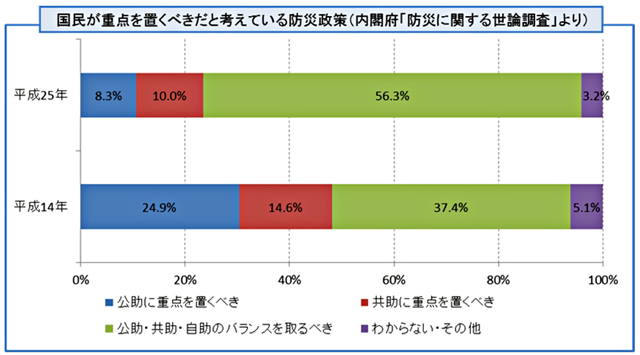 国民が重点を置くべきだと考えている防災政策(内閣府「防災に関する世論調査」より)
平成25年 8.3% 10.0% 56.3% 3.2%
平成14年 24.9% 14.6% 37.4% 5.1%
0% 20% 40% 60% 80% 100%
公助に重点を置くべき 共助に重点を置くべき
公助・共助・自助のバランスを取るべき わからない・その他